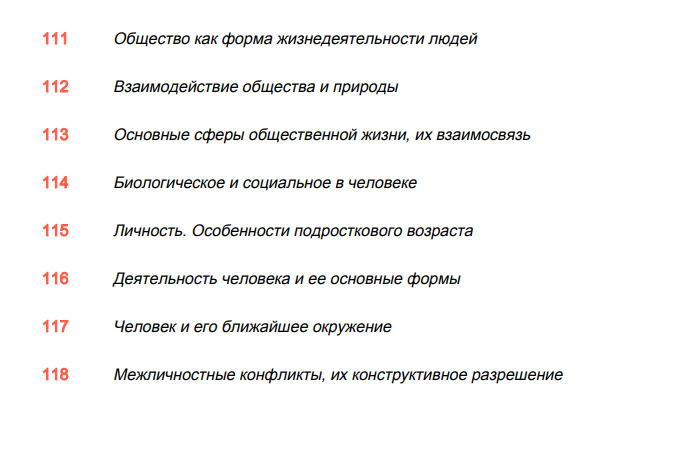 111 Общество как форма жизнедеятельности людей
112 Взаимодействие общества и природы
113 Основные сферы общественной жизни, их взаимосвязь
114 Биологическое и социальное в человеке
115 Личность. Особенности подросткового возраста
116 Деятельность человека и ее основные формы
117 Человек и его ближайшее окружение
118 Межличностные конфликты, их конструктивное разрешение